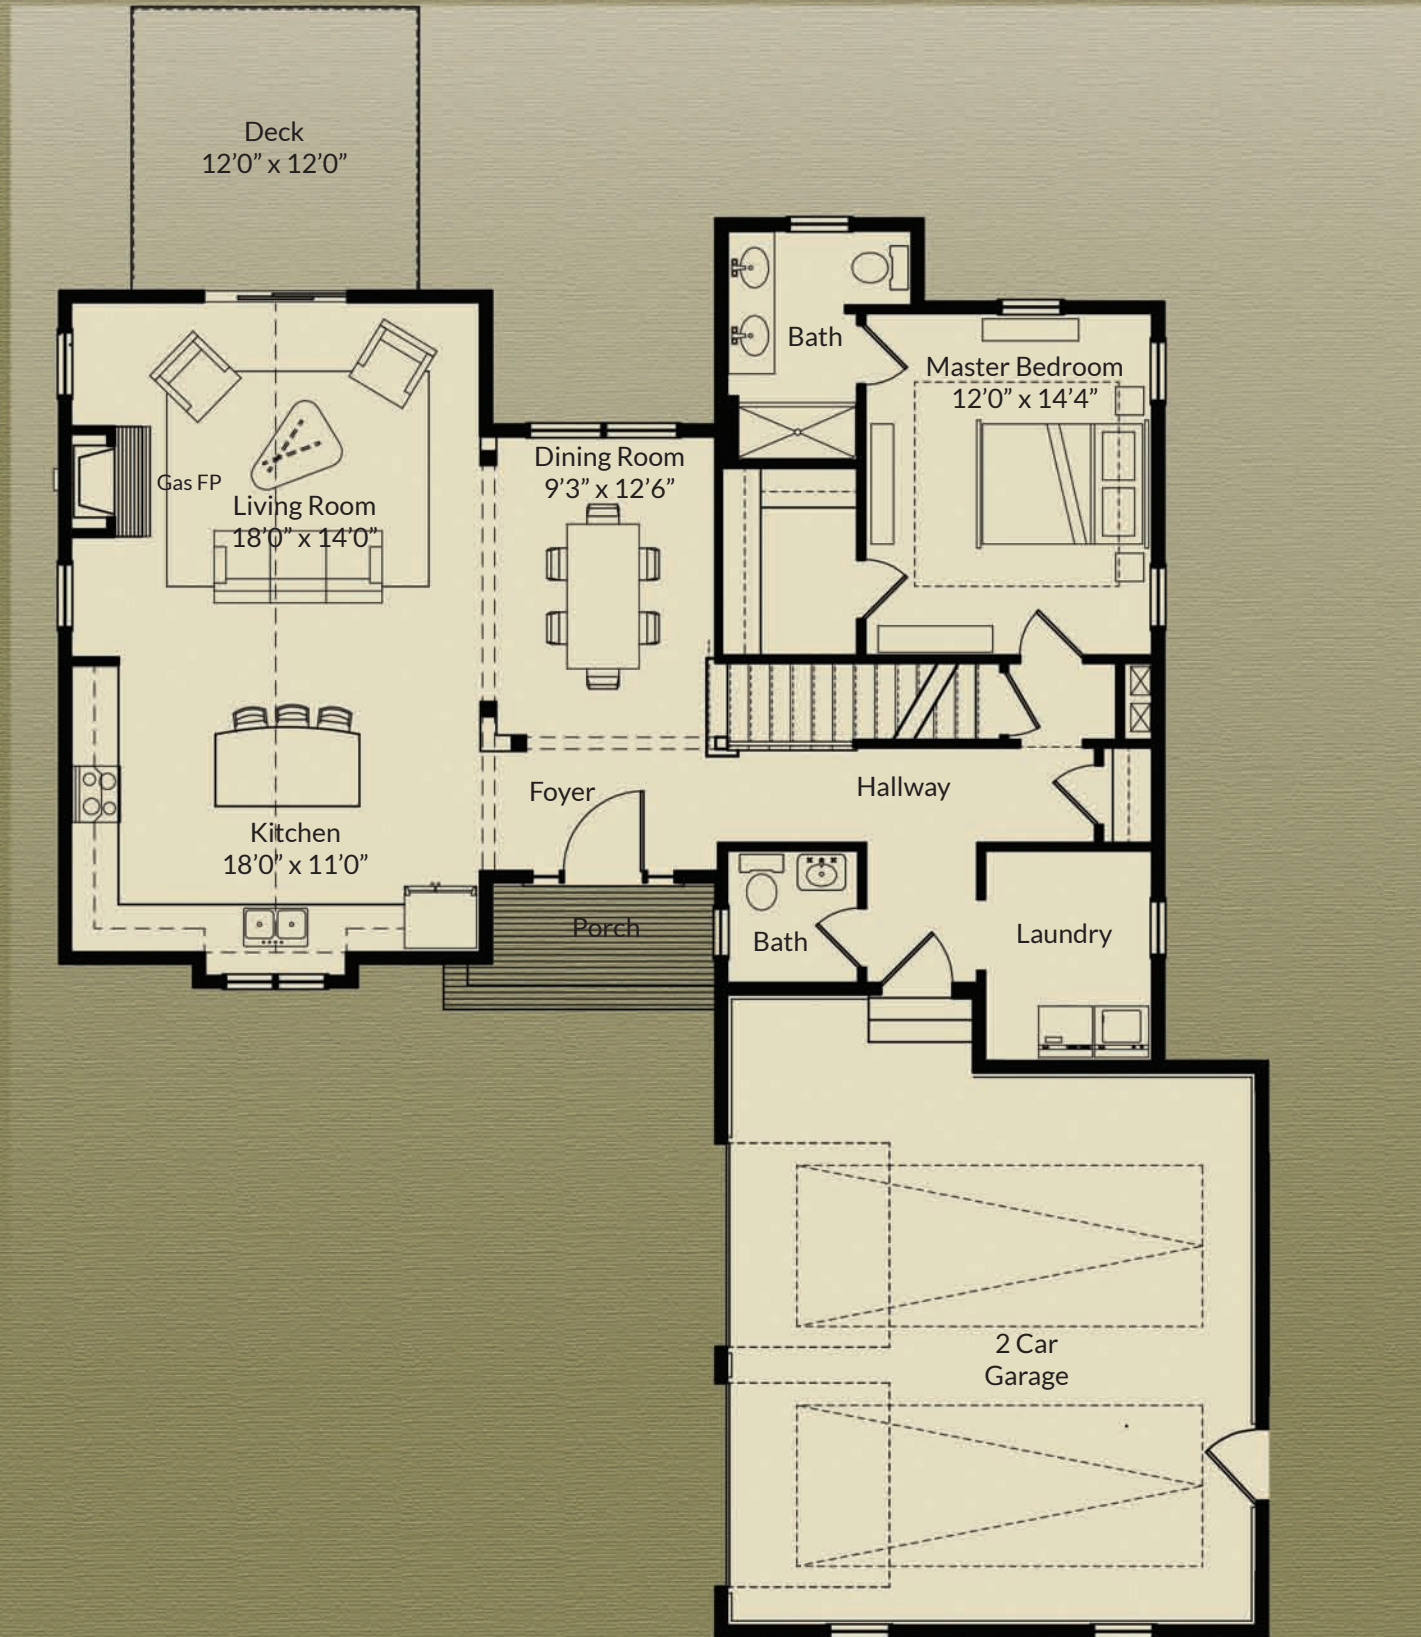 Deck
12’0” x 12’0”
Bath
Master Bedroom
12’0” x 14’4”
Dining Room
9’3” x 12’6”
Gas FP
Living Room
18’0” x 14’0”
Foyer
Hallway
Kitchen
18’0” x 11’0”
Porch
Bath
Laundry
2 Car
Garage